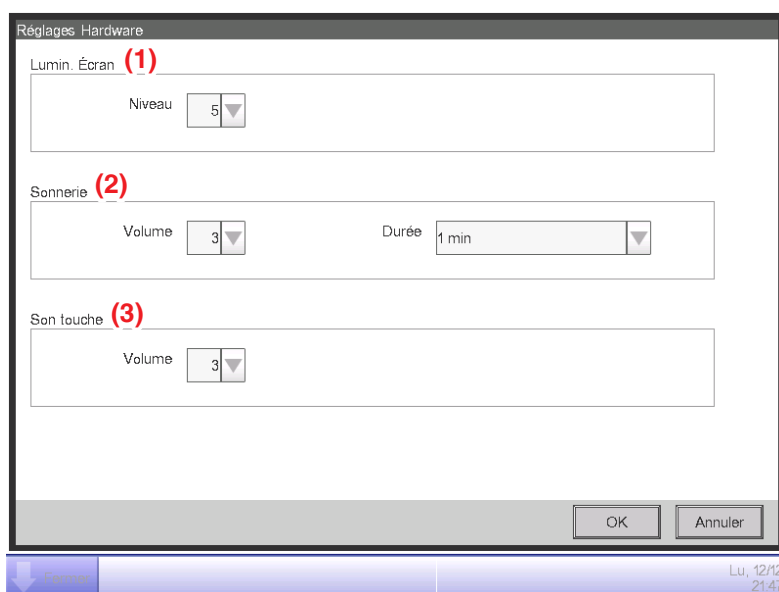 Réglages Hardware
Lumin. Écran (1)
Niveau 5
Sonnerie (2)
Volume 3 Durée 1 min
Son touche (3)
Volume 3
OK Annuler
Lu, 12/12
21:47